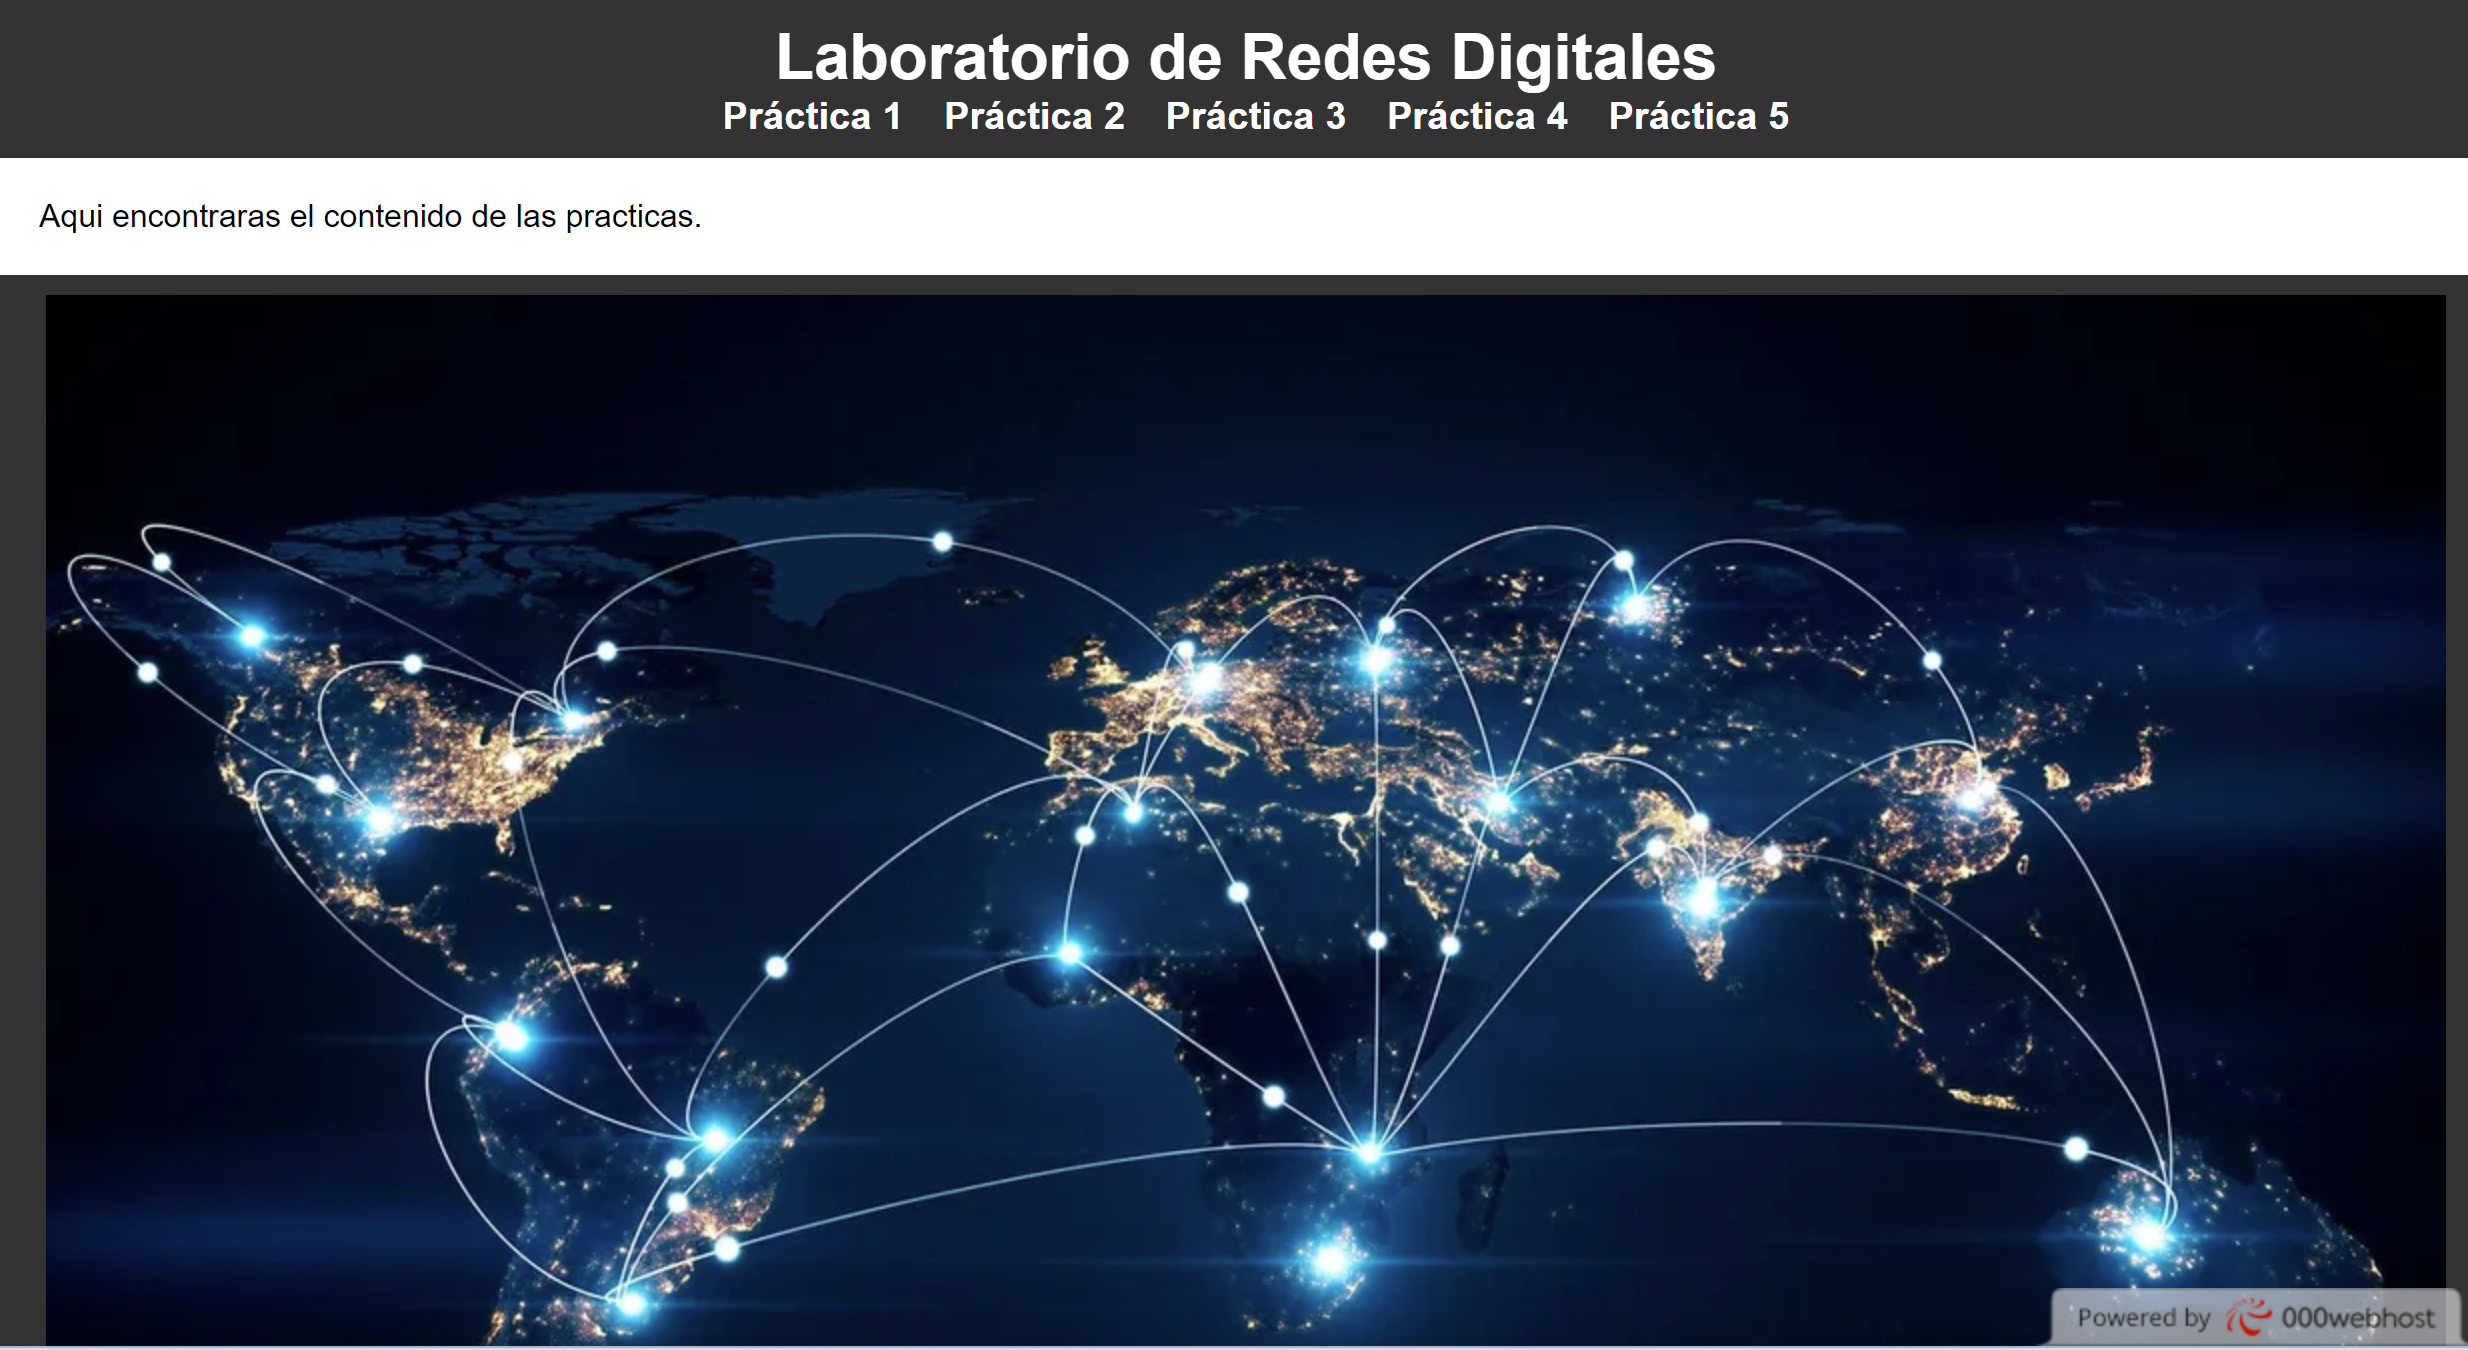 Laboratorio de Redes Digitales
Práctica 1 Práctica 2 Práctica 3 Práctica 4 Práctica 5
Aqui encontraras el contenido de las practicas.
Powered by 000webhost